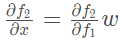 ∂f₂/∂x = ∂f₂/∂f₁ w